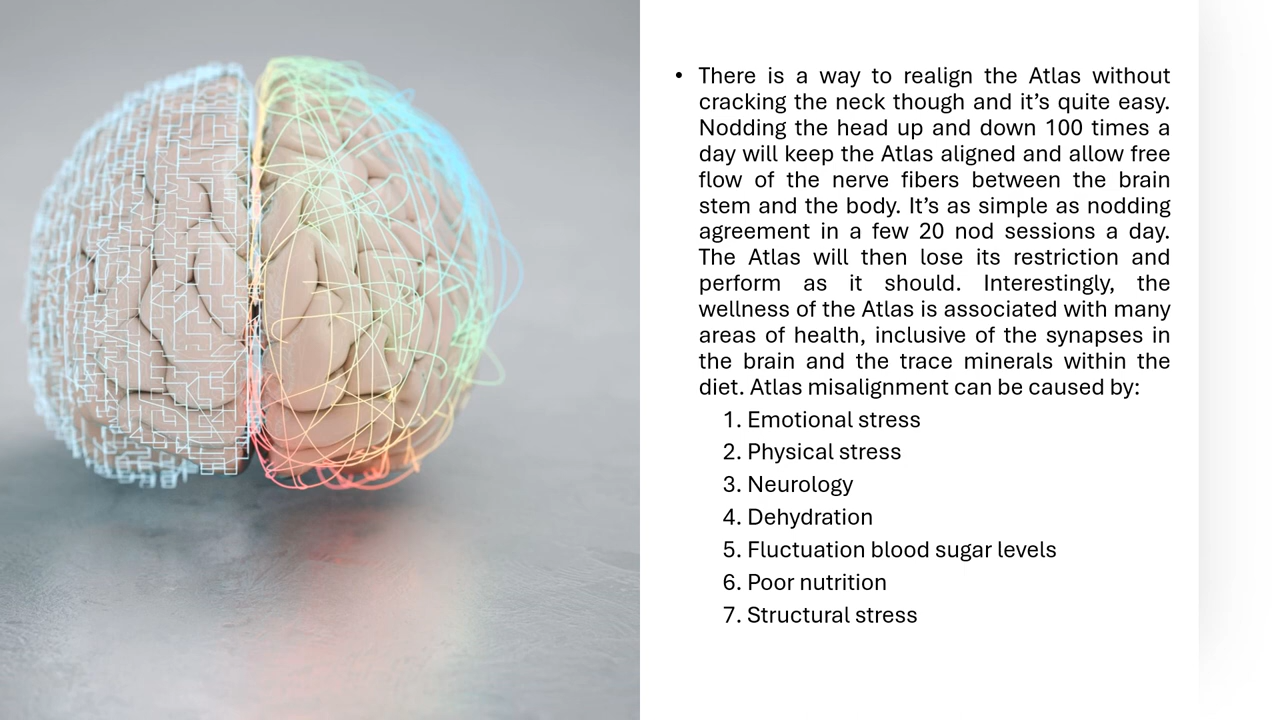 • There is a way to realign the Atlas without
cracking the neck though and it’s quite easy.
Nodding the head up and down 100 times a
day will keep the Atlas aligned and allow free
flow of the nerve fibers between the brain
stem and the body. It’s as simple as nodding
agreement in a few 20 nod sessions a day.
The Atlas will then lose its restriction and
perform as it should. Interestingly, the
wellness of the Atlas is associated with many
areas of health, inclusive of the synapses in
the brain and the trace minerals within the
diet. Atlas misalignment can be caused by:
1. Emotional stress
2. Physical stress
3. Neurology
4. Dehydration
5. Fluctuation blood sugar levels
6. Poor nutrition
7. Structural stress